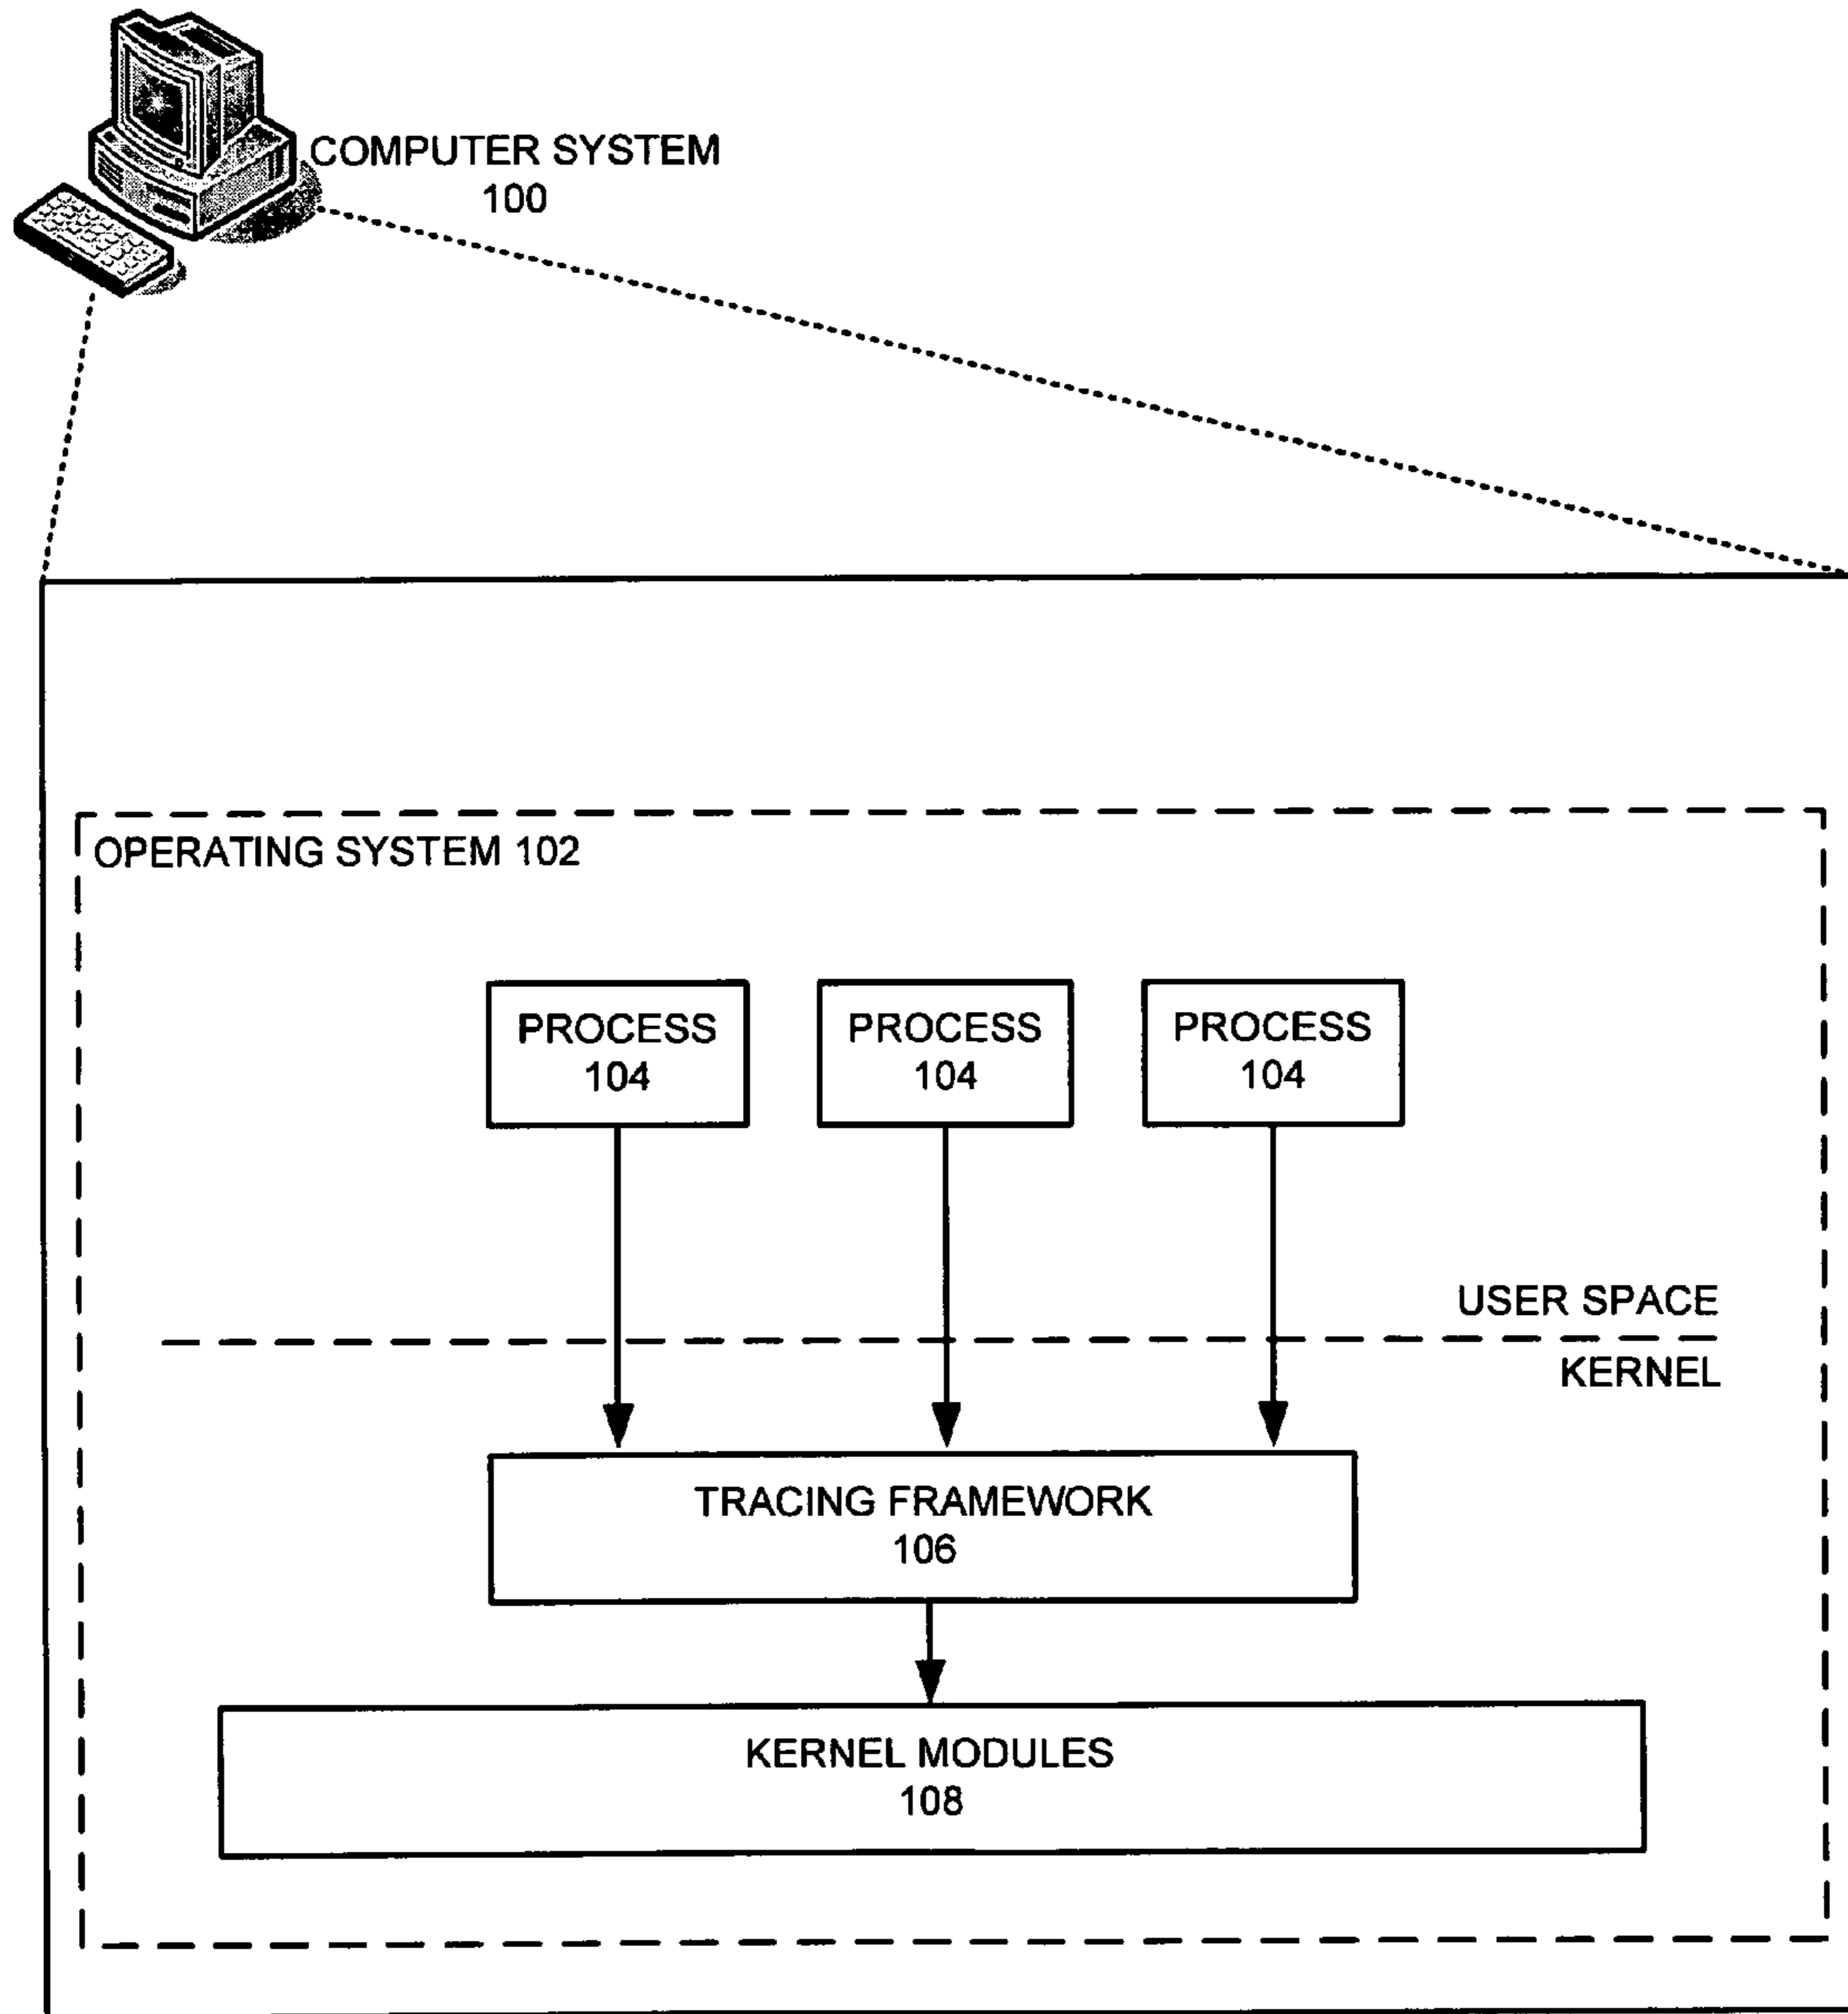 COMPUTER SYSTEM
100
OPERATING SYSTEM 102
PROCESS
104
PROCESS
104
PROCESS
104
USER SPACE
KERNEL
TRACING FRAMEWORK
106
KERNEL MODULES
108